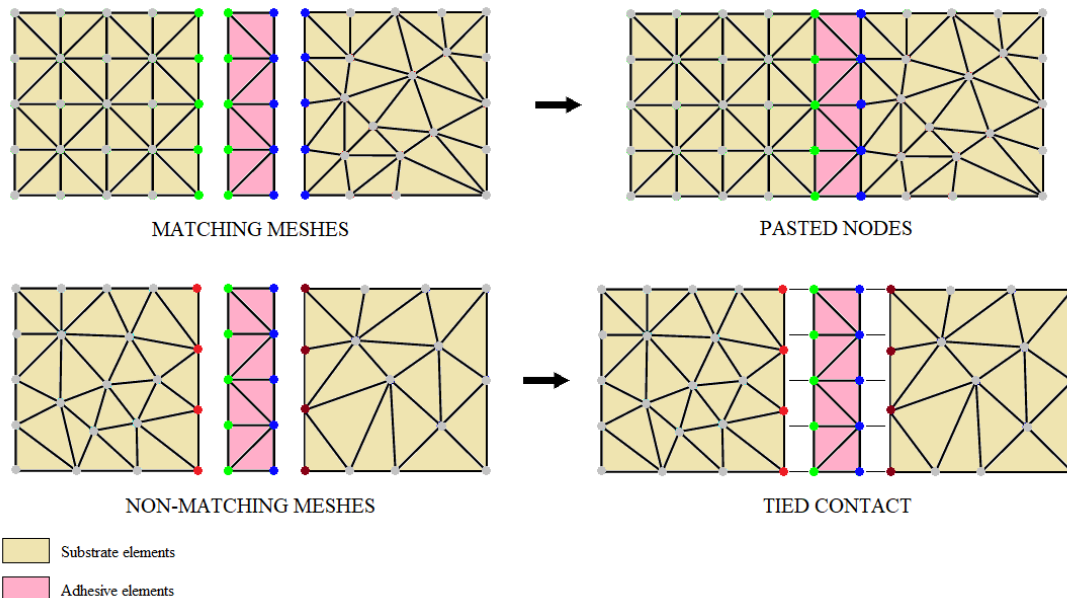 MATCHING MESHES
PASTED NODES
NON-MATCHING MESHES
TIED CONTACT
Substrate elements
Adhesive elements